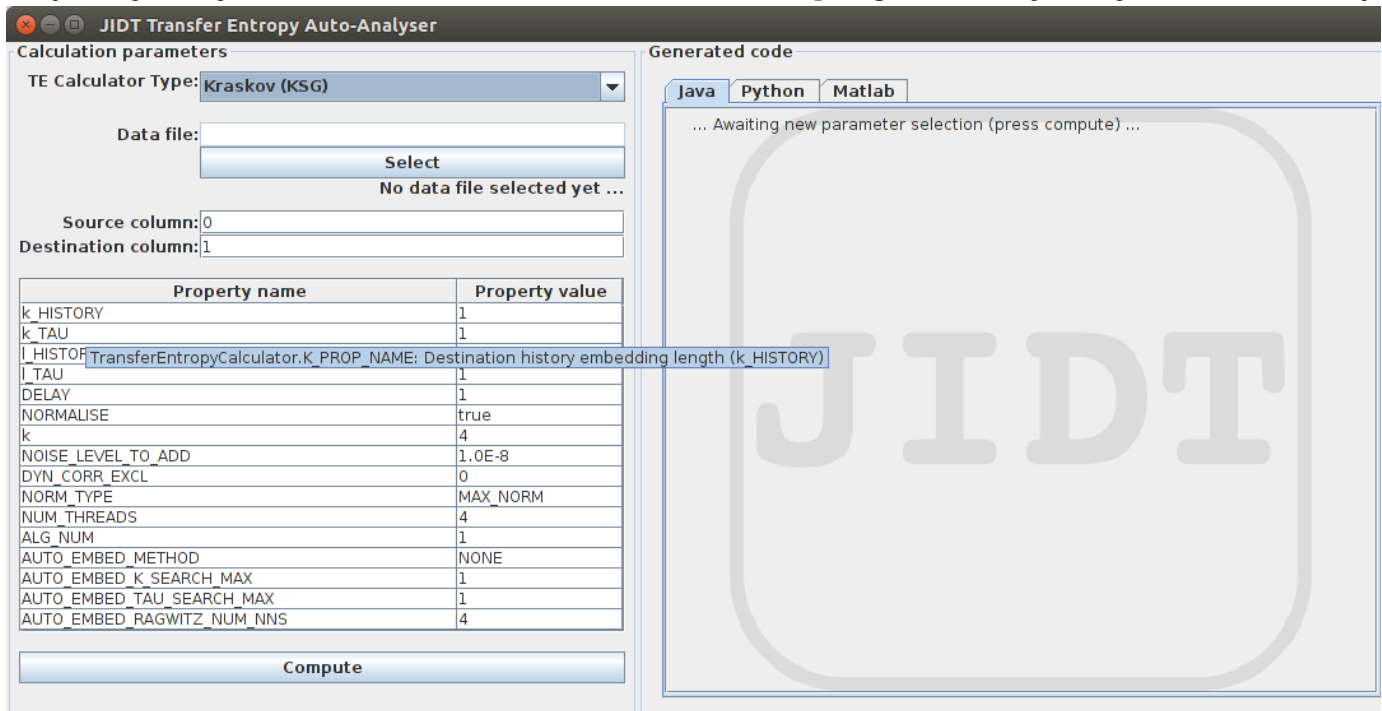 JIDT Transfer Entropy Auto-Analyser
Calculation parameters
TE Calculator Type: Kraskov (KSG)
Data file:
Select
No data file selected yet ...
Source column: 0
Destination column: 1
Property name Property value
k_HISTORY 1
k_TAU 1
l_HISTOR
TransferEntropyCalculator.K_PROP_NAME: Destination history embedding length (k_HISTORY)
l_TAU 1
DELAY 1
NORMALISE true
k 4
NOISE_LEVEL_TO_ADD 1.0E-8
DYN_CORR_EXCL 0
NORM_TYPE MAX_NORM
NUM_THREADS 4
ALG_NUM 1
AUTO_EMBED_METHOD NONE
AUTO_EMBED_K_SEARCH_MAX 1
AUTO_EMBED_TAU_SEARCH_MAX 1
AUTO_EMBED_RAGWITZ_NUM_NNS 4
Compute
Generated code
Java Python Matlab
... Awaiting new parameter selection (press compute) ...
JIDT